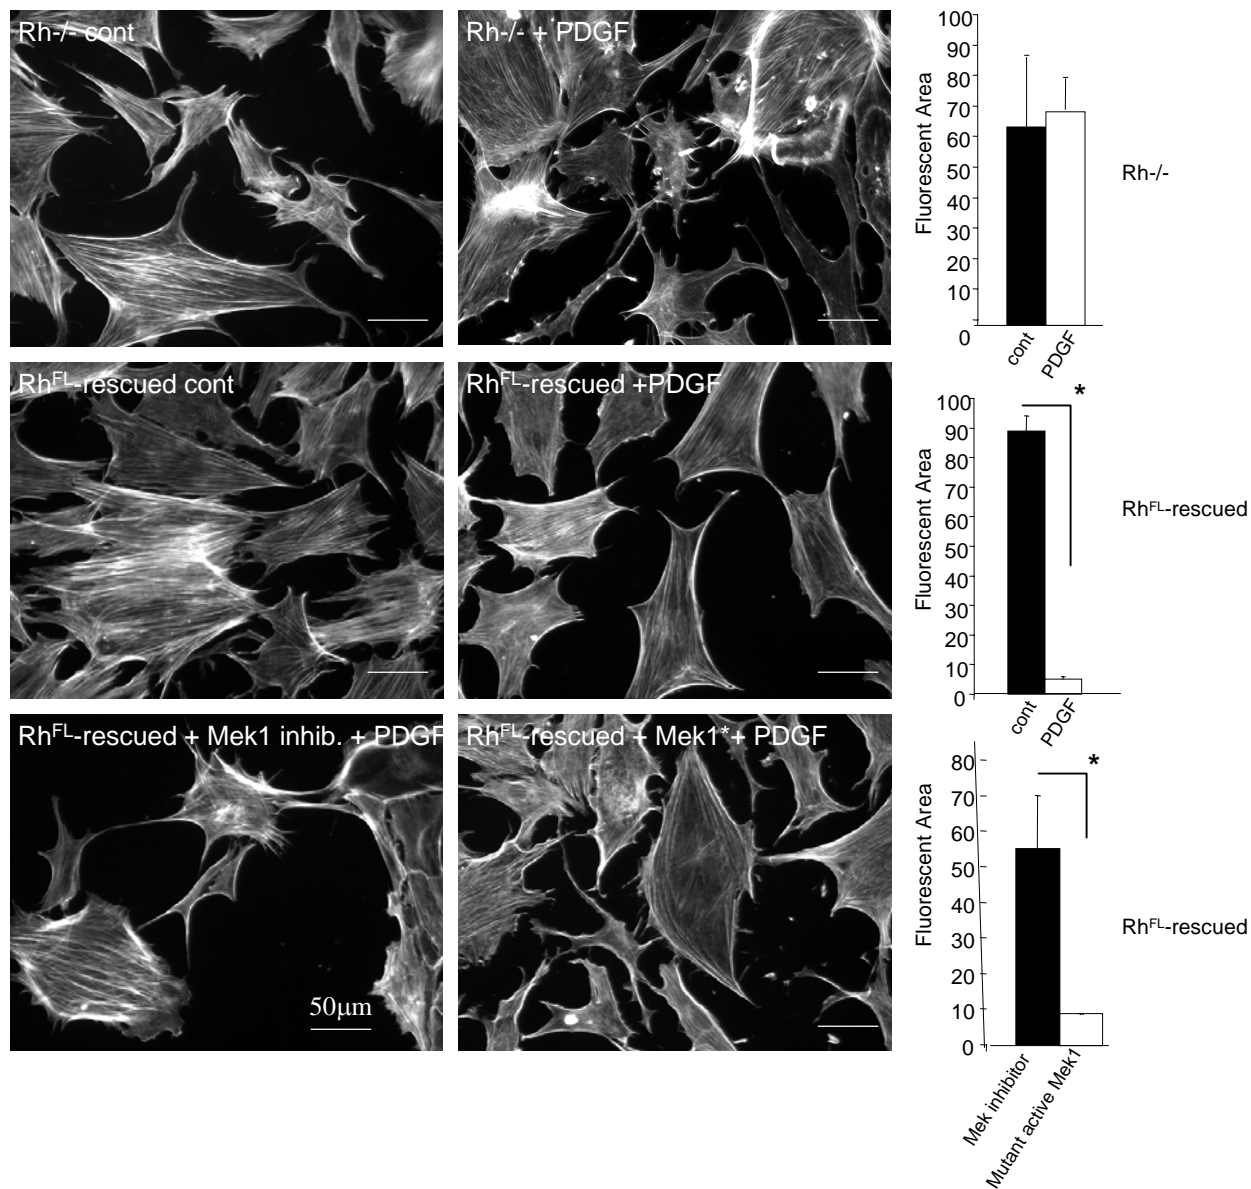 Rh-/- cont
Rh-/- + PDGF
100
90
80
70
60
50
40
30
20
10
0
Fluorescent Area
cont
PDGF
Rh-/-
RhFL-rescued cont
RhFL-rescued +PDGF
*
100
90
80
70
60
50
40
30
20
10
0
Fluorescent Area
cont
PDGF
RhFL-rescued
RhFL-rescued + Mek1 inhib. + PDGF
50µm
RhFL-rescued + Mek1*+ PDGF
*
80
70
60
50
40
30
20
10
0
Fluorescent Area
Mek inhibitor
Mutant active Mek1
RhFL-rescued